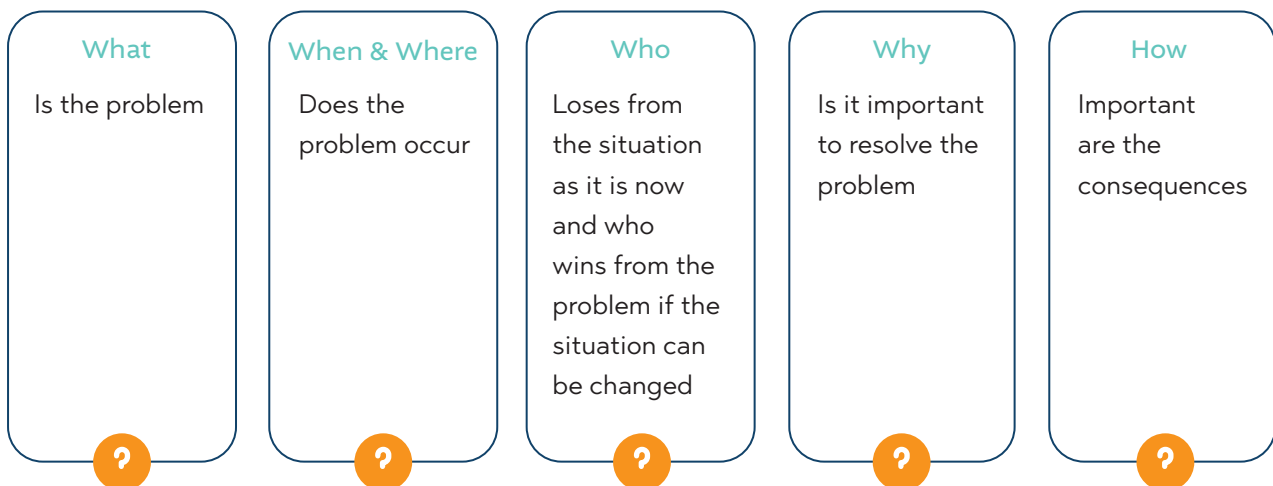 What
Is the problem
?
When & Where
Does the
problem occur
?
Who
Loses from
the situation
as it is now
and who
wins from the
problem if the
situation can
be changed
?
Why
Is it important
to resolve the
problem
?
How
Important
are the
consequences
?